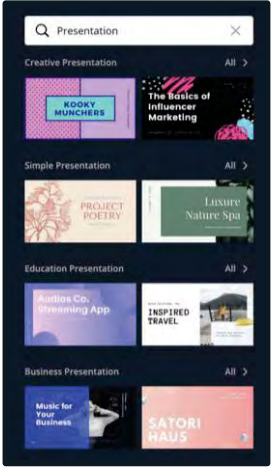 Presentation
Creative Presentation
All
KOOKY
MUNCHERS
The Basics of
Influencer
Marketing
Simple Presentation
All
PROJECT
POETRY
Luxure
Nature Spa
Education Presentation
All
Audios Co.
Streaming App
INSPIRED
TRAVEL
Business Presentation
All
Music for
Your
Business
SATORI
HAUS